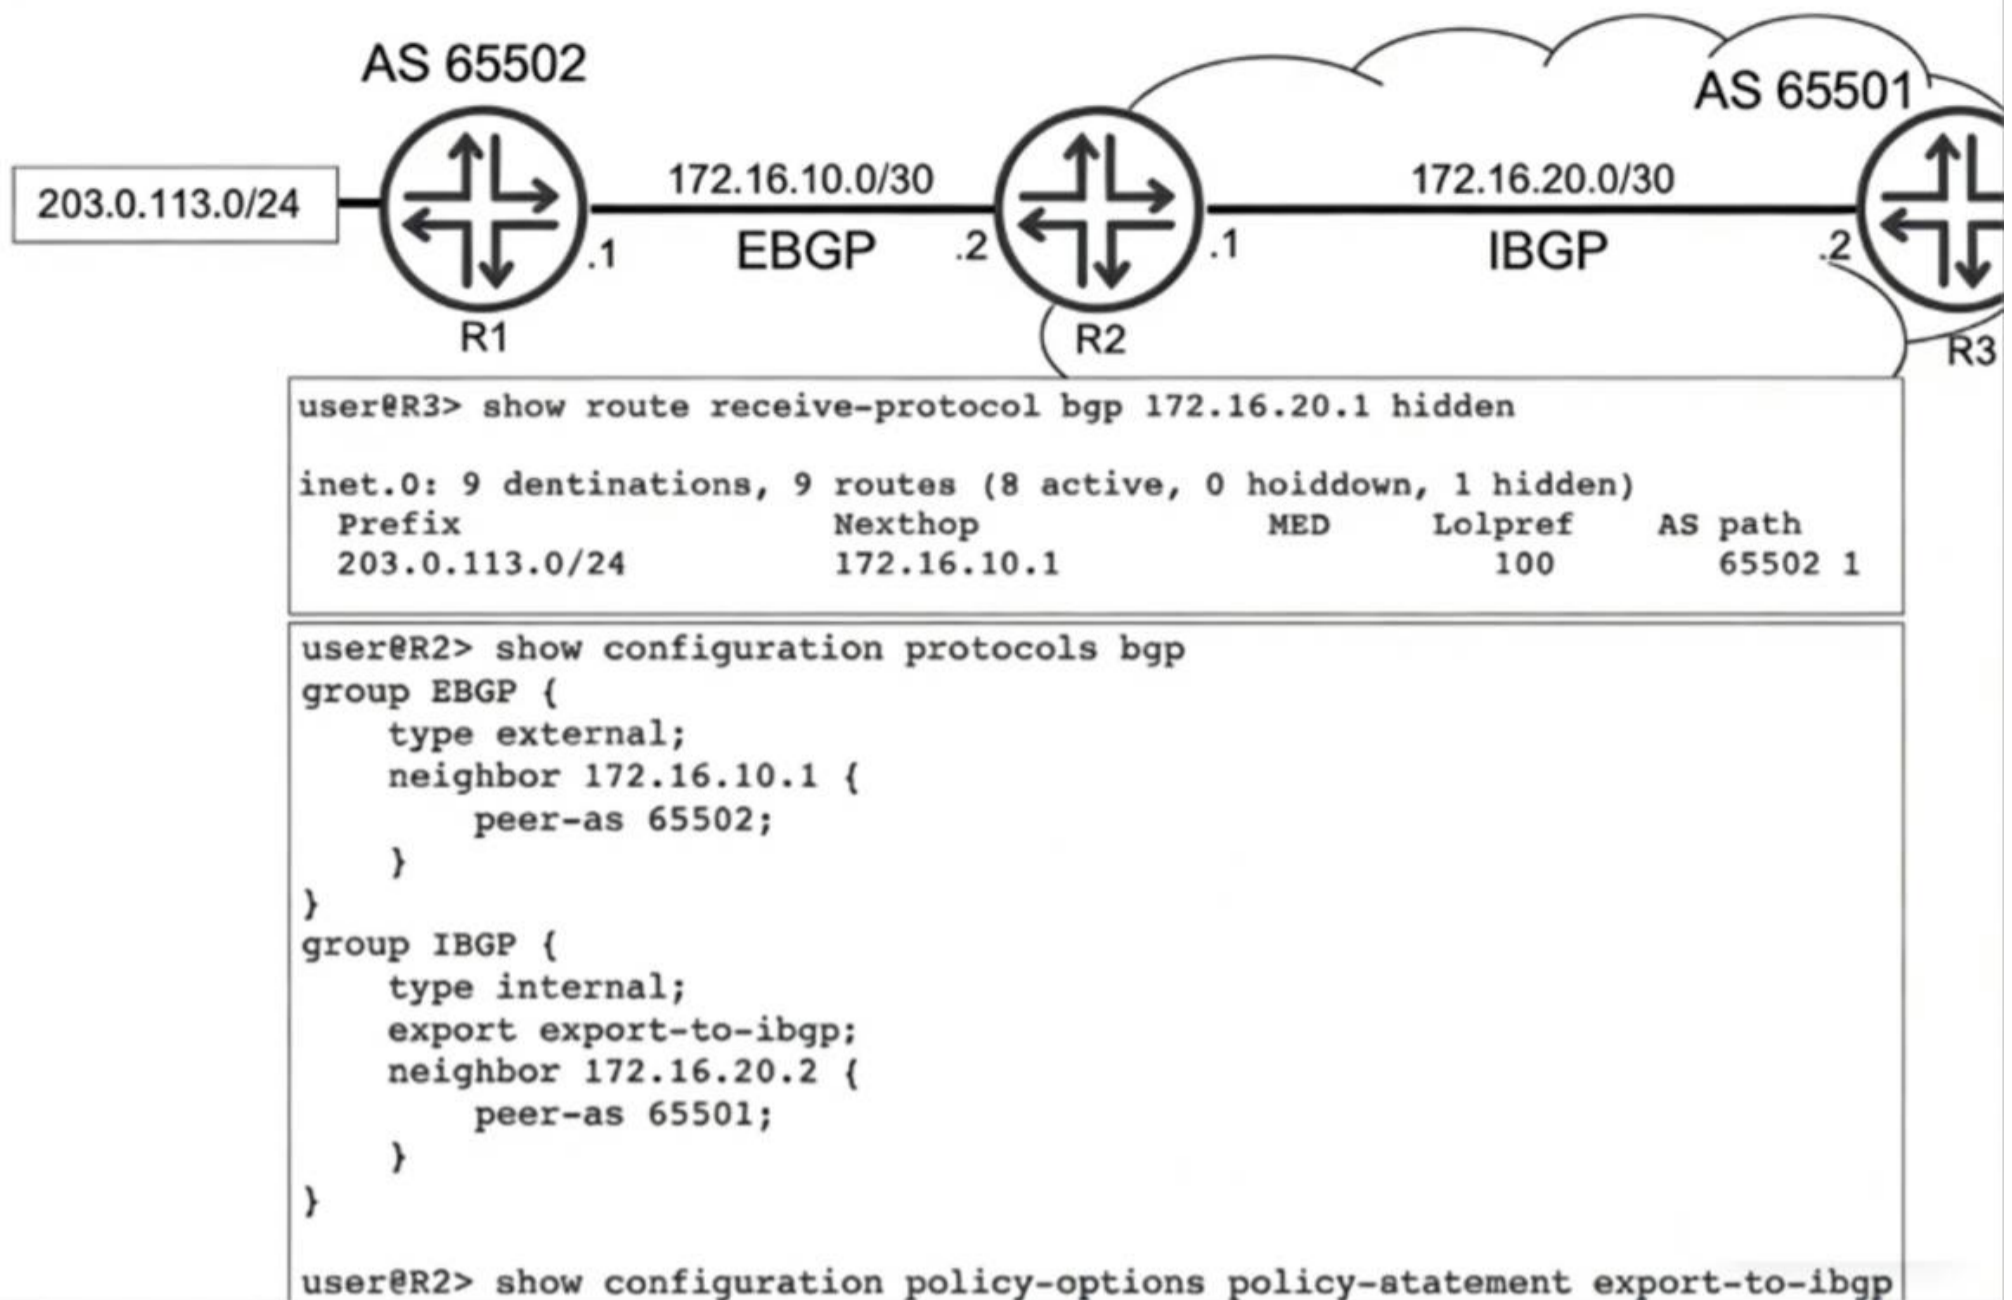 AS 65502
AS 65501
203.0.113.0/24
172.16.10.0/30
172.16.20.0/30
.1
EBGP
.2
.1
IBGP
.2
R1
R2
R3
user@R3> show route receive-protocol bgp 172.16.20.1 hidden
inet.0: 9 dentinations, 9 routes (8 active, 0 hoiddown, 1 hidden)
Prefix Nexthop MED Lolpref AS path
203.0.113.0/24 172.16.10.1 100 65502 1
user@R2> show configuration protocols bgp
group EBGP {
type external;
neighbor 172.16.10.1 {
peer-as 65502;
}
}
group IBGP {
type internal;
export export-to-ibgp;
neighbor 172.16.20.2 {
peer-as 65501;
}
}
user@R2> show configuration policy-options policy-statement export-to-ibgp